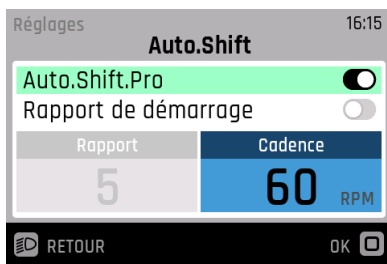 Réglages 16:15
Auto.Shift
Auto.Shift.Pro
Rapport de démarrage
Rapport Cadence
5 60 RPM
RETOUR OK